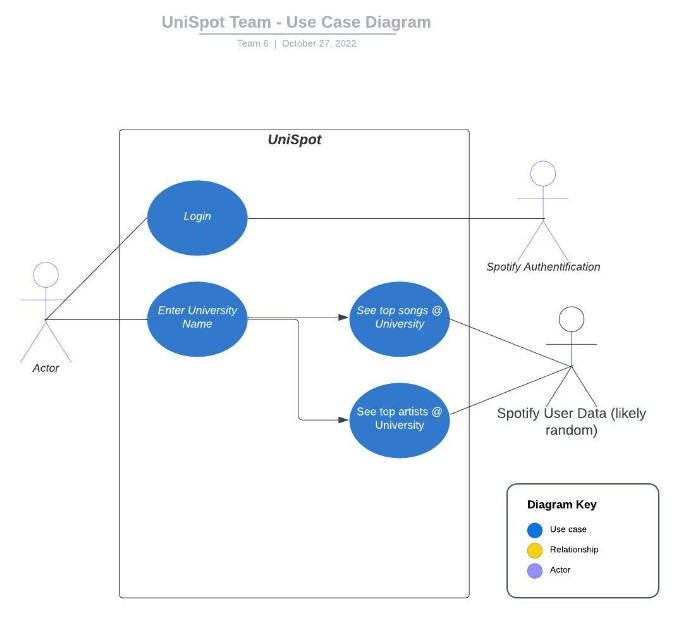 UniSpot Team - Use Case Diagram
Team 6 | October 27, 2022
UniSpot
Login
Spotify Authentification
Enter University
Name
See top songs @
University
Actor
See top artists @
University
Spotify User Data (likely
random)
Diagram Key
Use case
Relationship
Actor